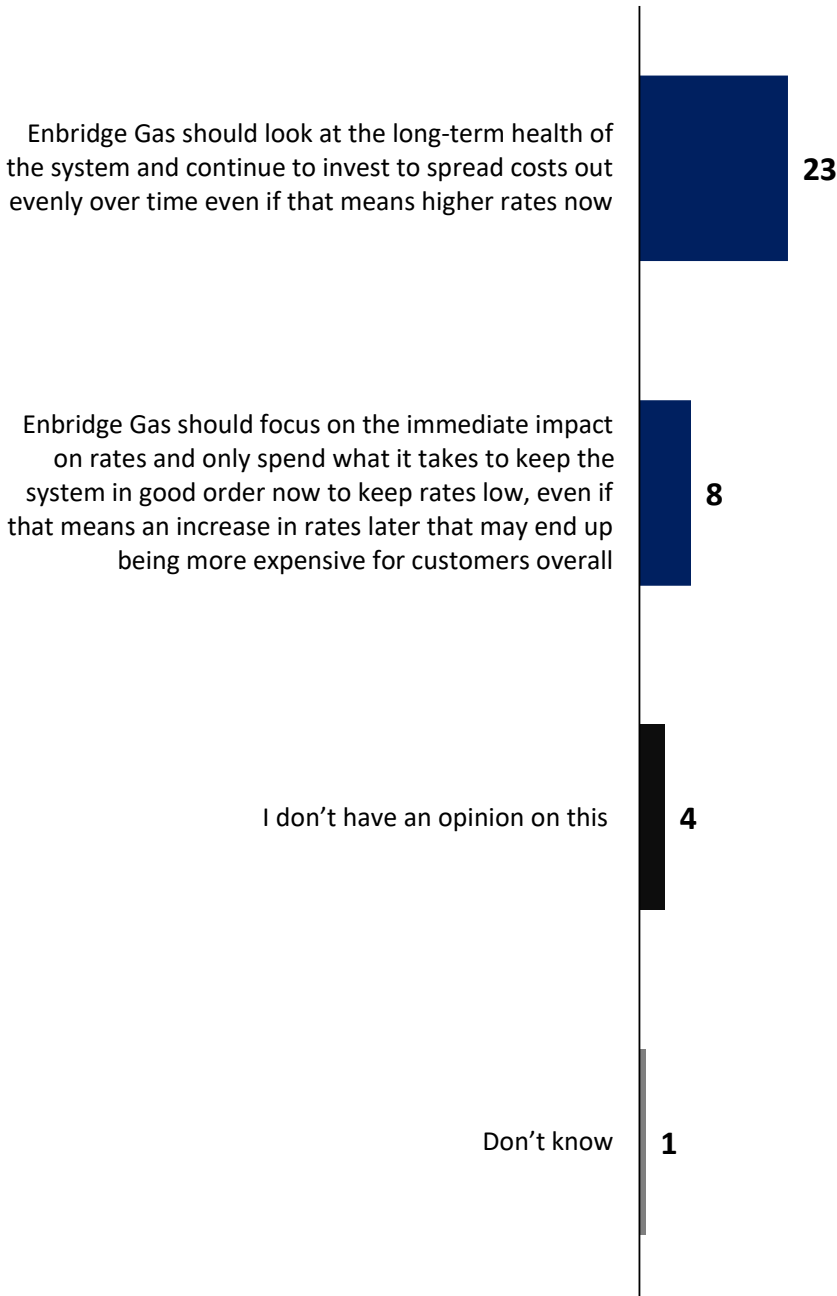 Enbridge Gas should look at the long-term health of
the system and continue to invest to spread costs out
evenly over time even if that means higher rates now
23
Enbridge Gas should focus on the immediate impact
on rates and only spend what it takes to keep the
system in good order now to keep rates low, even if
that means an increase in rates later that may end up
being more expensive for customers overall
8
I don’t have an opinion on this
4
Don’t know
1